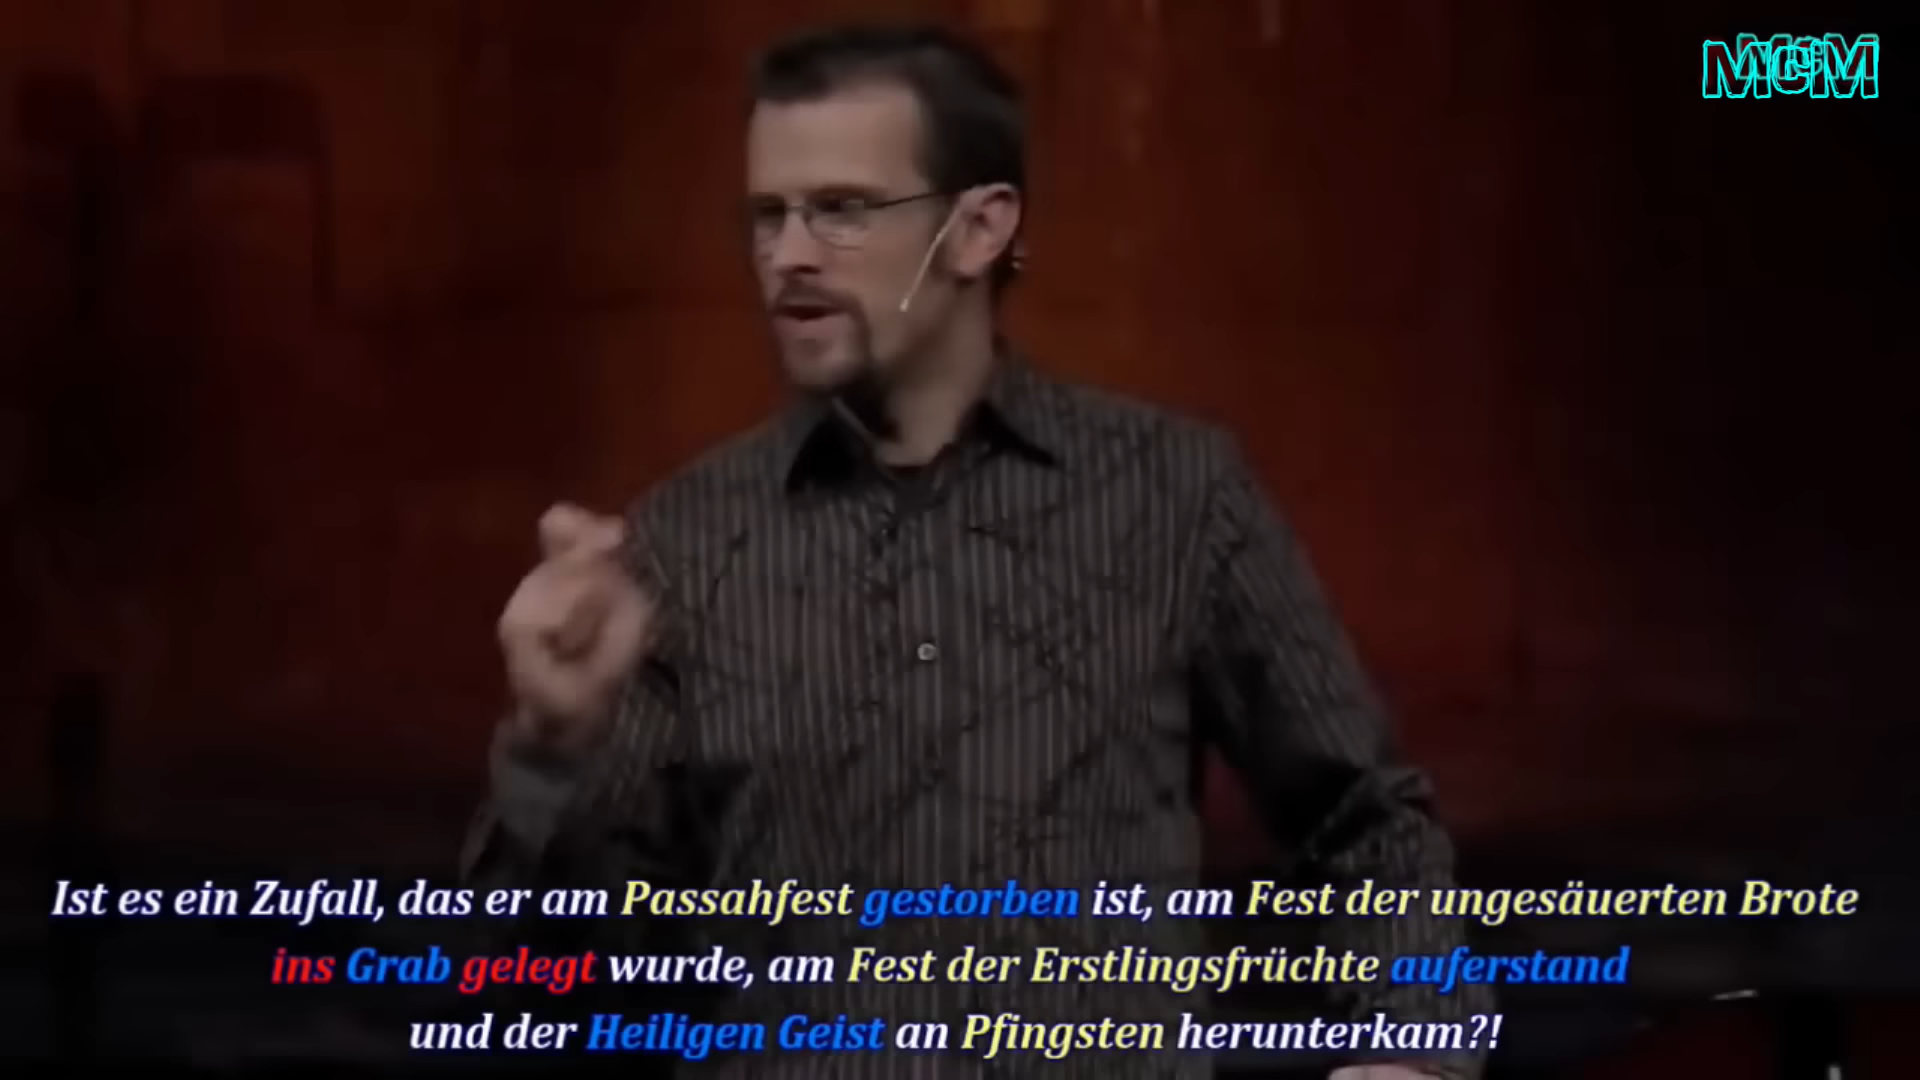 MCM
Ist es ein Zufall, das er am Passahfest gestorben ist, am Fest der ungesäuerten Brote
ins Grab gelegt wurde, am Fest der Erstlingsfrüchte auferstand
und der Heiligen Geist an Pfingsten herunterkam?!